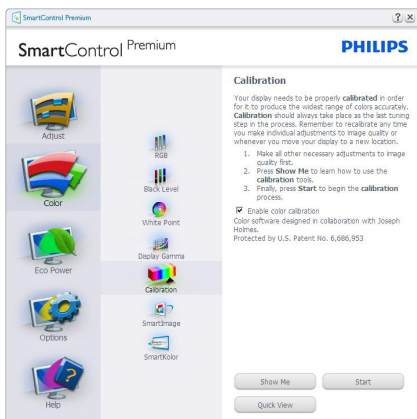 SmartControl Premium
SmartControl Premium
PHILIPS
Adjust
Color
Eco Power
Options
Help
RGB
Black Level
White Point
Display Gamma
Calibration
SmartImage
SmartKolor
Calibration
Your display needs to be properly calibrated in order
for it to produce the widest range of colors accurately.
Calibration should always take place as the last tuning
step in the process. Remember to recalibrate any time
you make individual adjustments to image quality or
whenever you move your display to a new location.
1. Make all other necessary adjustments to image
quality first.
2. Press Show Me to learn how to use the
calibration tools.
3. Finally, press Start to begin the calibration
process.
Enable color calibration
Color software designed in collaboration with Joseph
Holmes.
Protected by U.S. Patent No. 6,686,953
Show Me
Start
Quick View